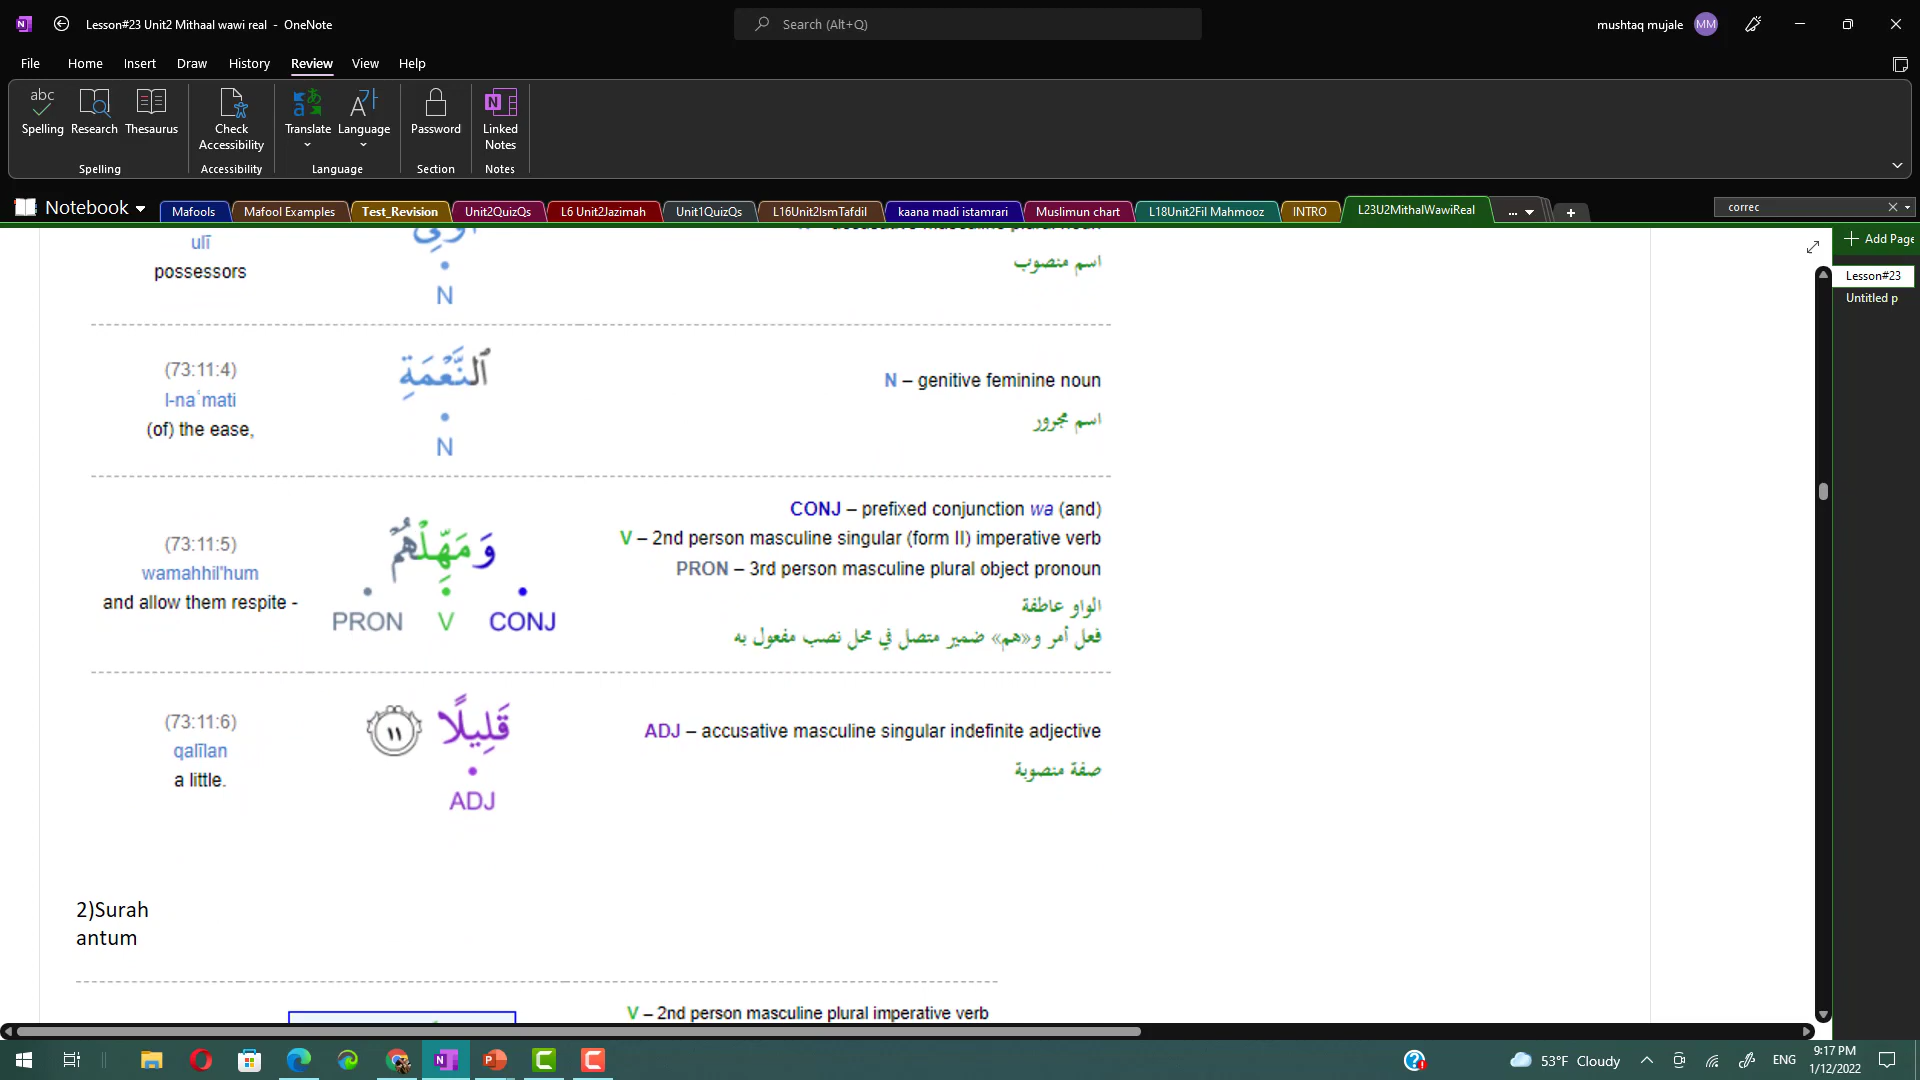 Lesson#23 Unit2 Mithaal wawi real - OneNote
Search (Alt+Q)
mushtaq mujale
MM
File Home Insert Draw History Review View Help
abc
Spelling Research Thesaurus Check Accessibility Translate Language Password Linked Notes
Spelling Accessibility Language Section Notes
Notebook
Mafools Mafool Examples Test_Revision Unit2QuizQs L6 Unit2Jazimah Unit1QuizQs L16Unit2IsmTafdil kaana madi istamrari Muslimun chart L18Unit2Fil Mahmooz INTRO L23U2MithalWawiReal ...
correc
Add Page
Lesson#23
Untitled p
ulī
possessors
N
اسم منصوب
(73:11:4)
l-naʿmati
(of) the ease,
ٱلنَّعْمَةِ
N
N – genitive feminine noun
اسم مجرور
(73:11:5)
wamahhil'hum
and allow them respite -
وَمَهِّلْهُمْ
PRON V CONJ
CONJ – prefixed conjunction wa (and)
V – 2nd person masculine singular (form II) imperative verb
PRON – 3rd person masculine plural object pronoun
الواو عاطفة
فعل أمر و«هم» ضمير متصل في محل نصب مفعول به
(73:11:6)
qalīlan
a little.
قَلِيلًا ١١
ADJ
ADJ – accusative masculine singular indefinite adjective
صفة منصوبة
2)Surah
antum
V – 2nd person masculine plural imperative verb
53°F Cloudy
ENG
9:17 PM
1/12/2022